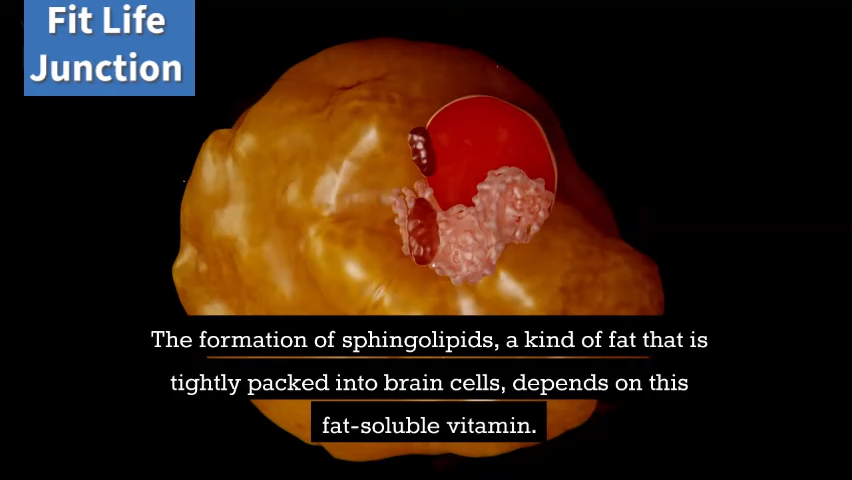 Fit Life
Junction
The formation of sphingolipids, a kind of fat that is
tightly packed into brain cells, depends on this
fat-soluble vitamin.